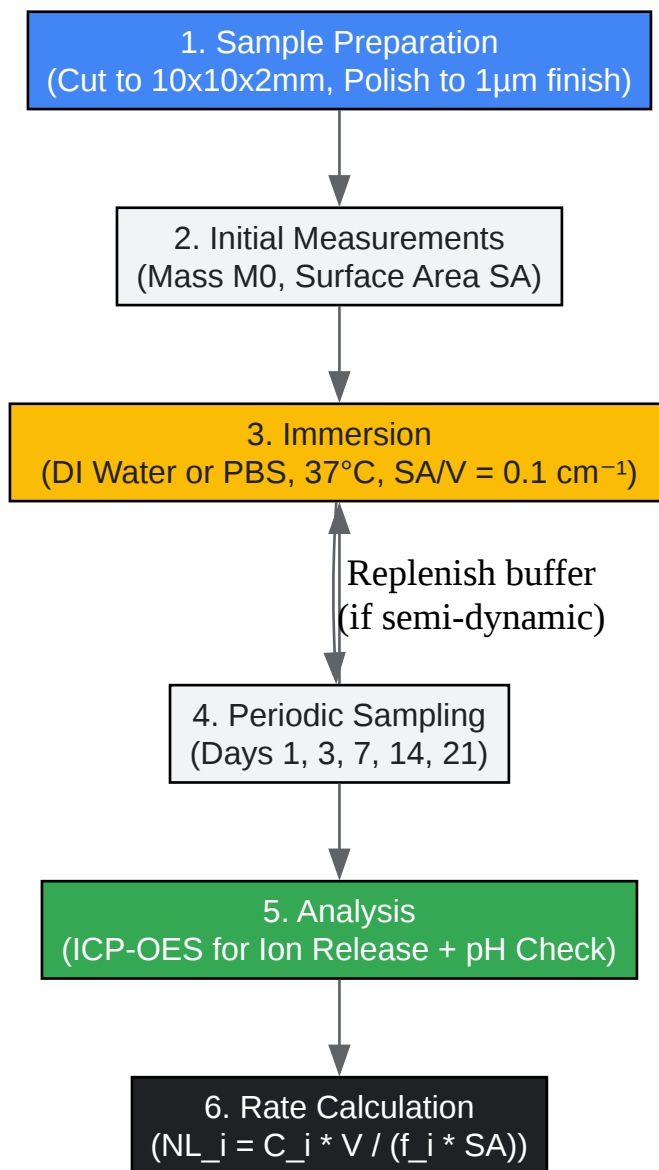 1. Sample Preparation
(Cut to 10x10x2mm, Polish to 1µm finish)
2. Initial Measurements
(Mass M0, Surface Area SA)
3. Immersion
(DI Water or PBS, 37°C, SA/V = 0.1 cm⁻¹)
Replenish buffer
(if semi-dynamic)
4. Periodic Sampling
(Days 1, 3, 7, 14, 21)
5. Analysis
(ICP-OES for Ion Release + pH Check)
6. Rate Calculation
(NL_i = C_i * V / (f_i * SA))